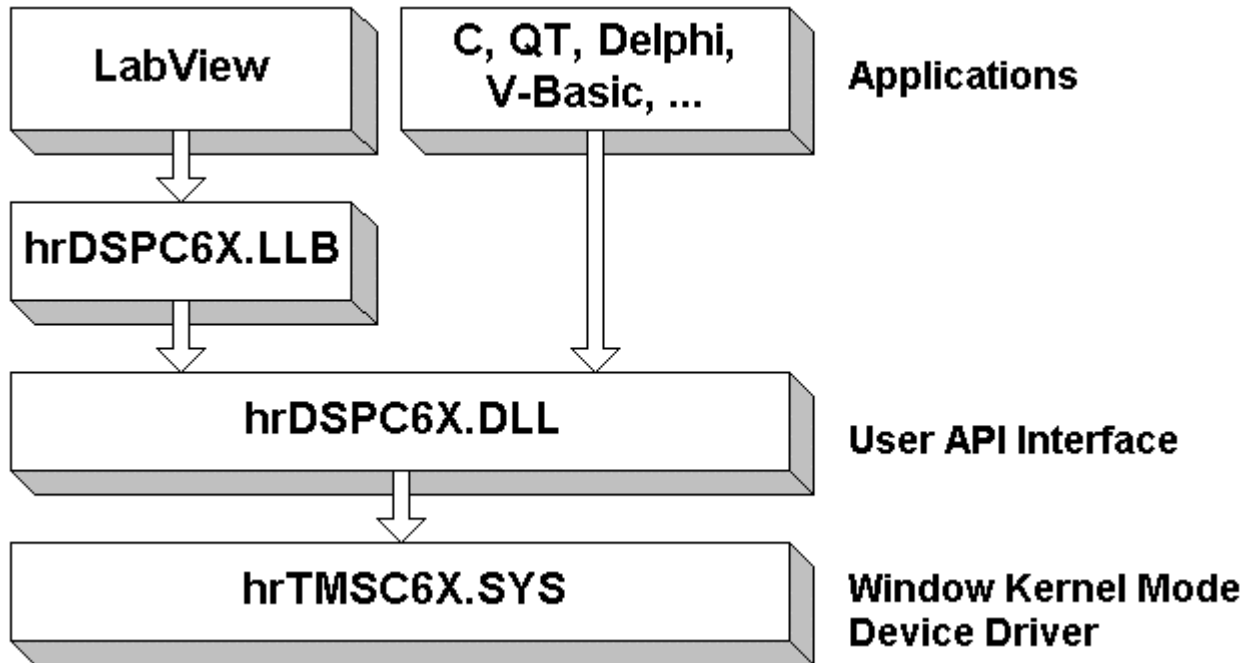 LabView
C, QT, Delphi,
V-Basic, ...
Applications
hrDSPC6X.LLB
hrDSPC6X.DLL
User API Interface
hrTMSC6X.SYS
Window Kernel Mode
Device Driver